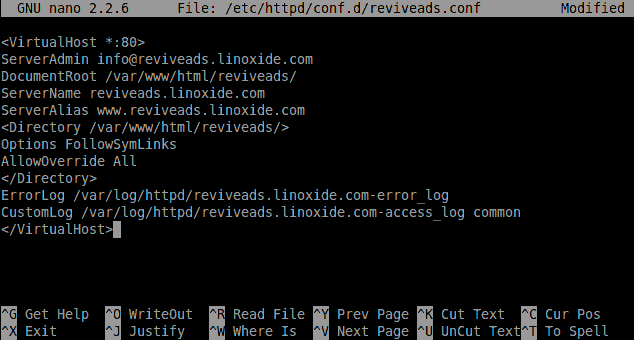 GNU nano 2.2.6 File: /etc/httpd/conf.d/reviveads.conf Modified
<VirtualHost *:80>
ServerAdmin info@reviveads.linoxide.com
DocumentRoot /var/www/html/reviveads/
ServerName reviveads.linoxide.com
ServerAlias www.reviveads.linoxide.com
<Directory /var/www/html/reviveads/>
Options FollowSymLinks
AllowOverride All
</Directory>
ErrorLog /var/log/httpd/reviveads.linoxide.com-error_log
CustomLog /var/log/httpd/reviveads.linoxide.com-access_log common
</VirtualHost>
^G Get Help ^O WriteOut ^R Read File ^Y Prev Page ^K Cut Text ^C Cur Pos
^X Exit ^J Justify ^W Where Is ^V Next Page ^U UnCut Text ^T To Spell